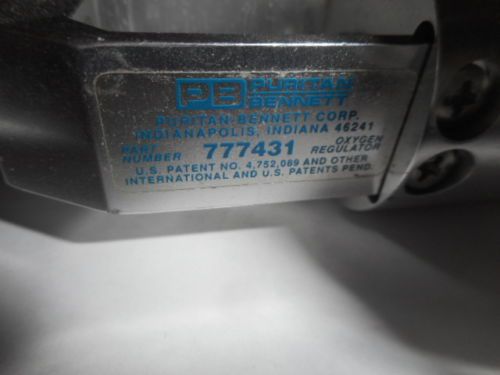 PB PURITAN
BENNETT
PURITAN-BENNETT CORP.
INDIANAPOLIS, INDIANA 46241
PART NUMBER 777431 OXYGEN REGULATOR
U.S. PATENT NO. 4,752,089 AND OTHER
INTERNATIONAL AND U.S. PATENTS PEND.